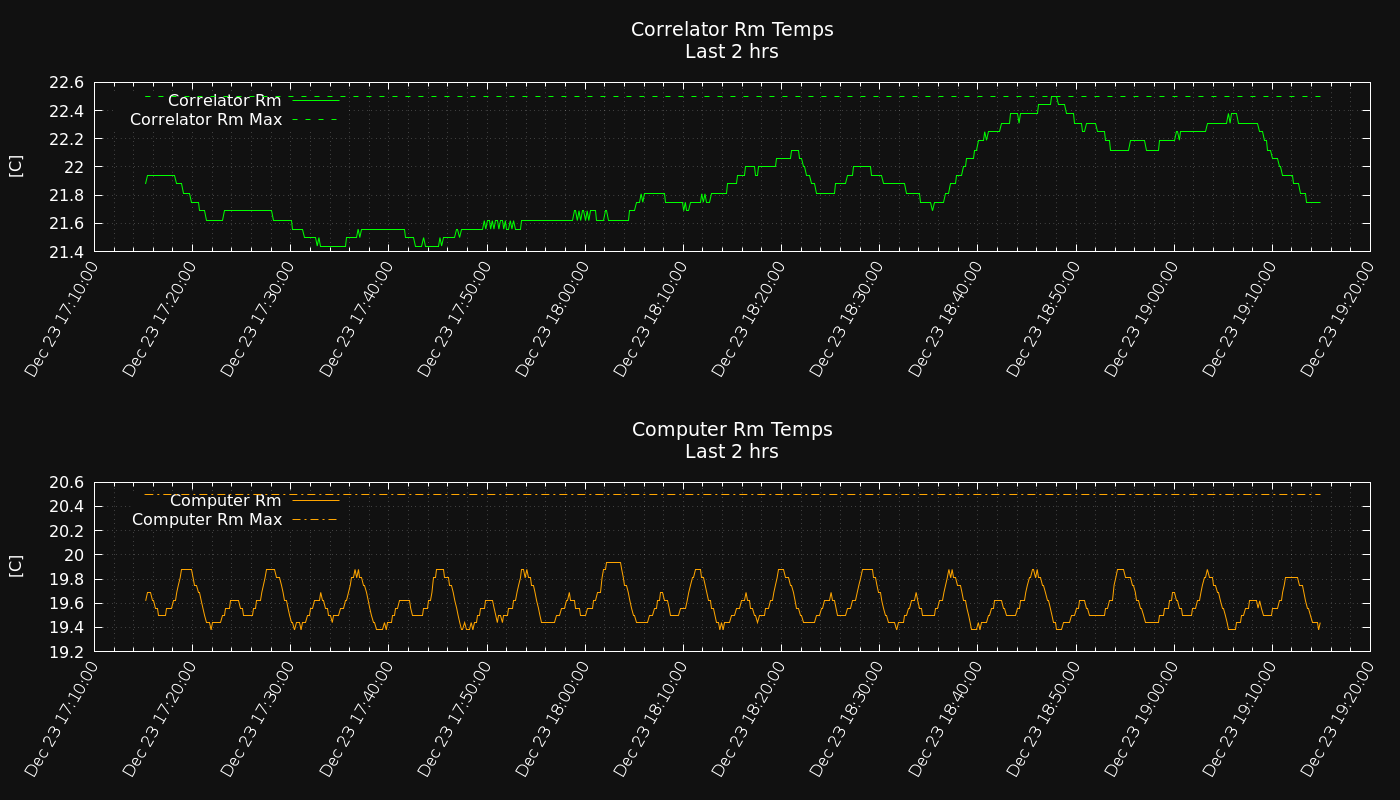 Correlator Rm Temps
Last 2 hrs
[C]
22.6
22.4
22.2
22
21.8
21.6
21.4
Correlator Rm
Correlator Rm Max
Dec 23 17:10:00
Dec 23 17:20:00
Dec 23 17:30:00
Dec 23 17:40:00
Dec 23 17:50:00
Dec 23 18:00:00
Dec 23 18:10:00
Dec 23 18:20:00
Dec 23 18:30:00
Dec 23 18:40:00
Dec 23 18:50:00
Dec 23 19:00:00
Dec 23 19:10:00
Dec 23 19:20:00
Computer Rm Temps
Last 2 hrs
[C]
20.6
20.4
20.2
20
19.8
19.6
19.4
19.2
Computer Rm
Computer Rm Max
Dec 23 17:10:00
Dec 23 17:20:00
Dec 23 17:30:00
Dec 23 17:40:00
Dec 23 17:50:00
Dec 23 18:00:00
Dec 23 18:10:00
Dec 23 18:20:00
Dec 23 18:30:00
Dec 23 18:40:00
Dec 23 18:50:00
Dec 23 19:00:00
Dec 23 19:10:00
Dec 23 19:20:00